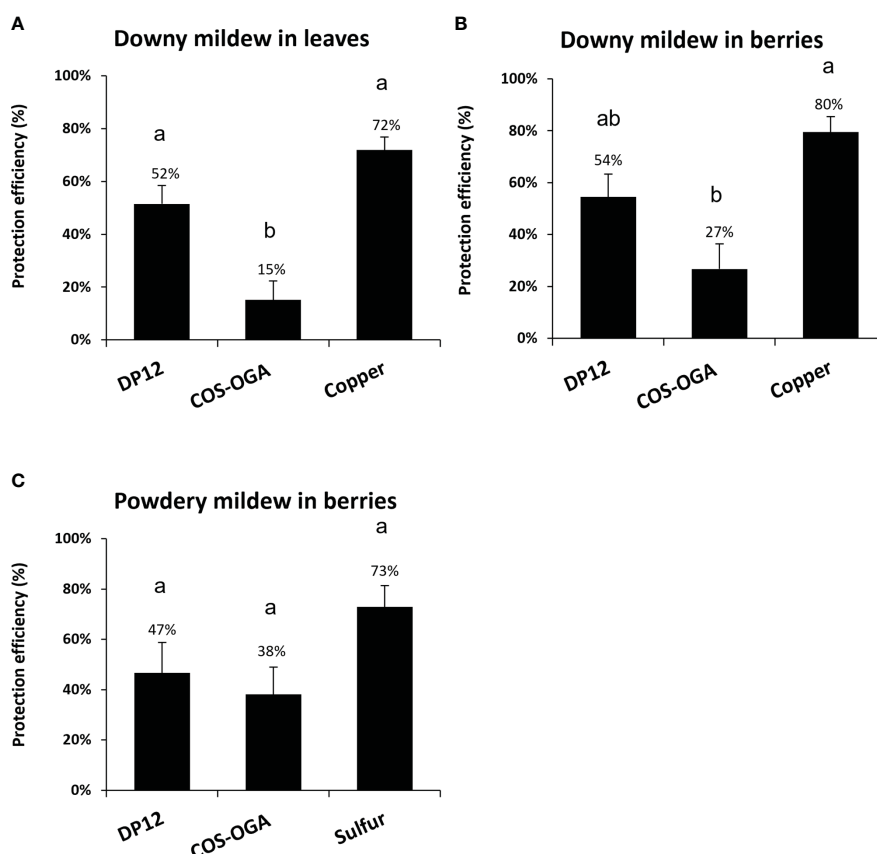 A
Downy mildew in leaves
Protection efficiency (%)
100%
80%
60%
40%
20%
0%
a
52%
b
15%
a
72%
DP12
COS-OGA
Copper
B
Downy mildew in berries
Protection efficiency (%)
100%
80%
60%
40%
20%
0%
ab
54%
b
27%
a
80%
DP12
COS-OGA
Copper
C
Powdery mildew in berries
Protection efficiency (%)
100%
80%
60%
40%
20%
0%
a
47%
a
38%
a
73%
DP12
COS-OGA
Sulfur